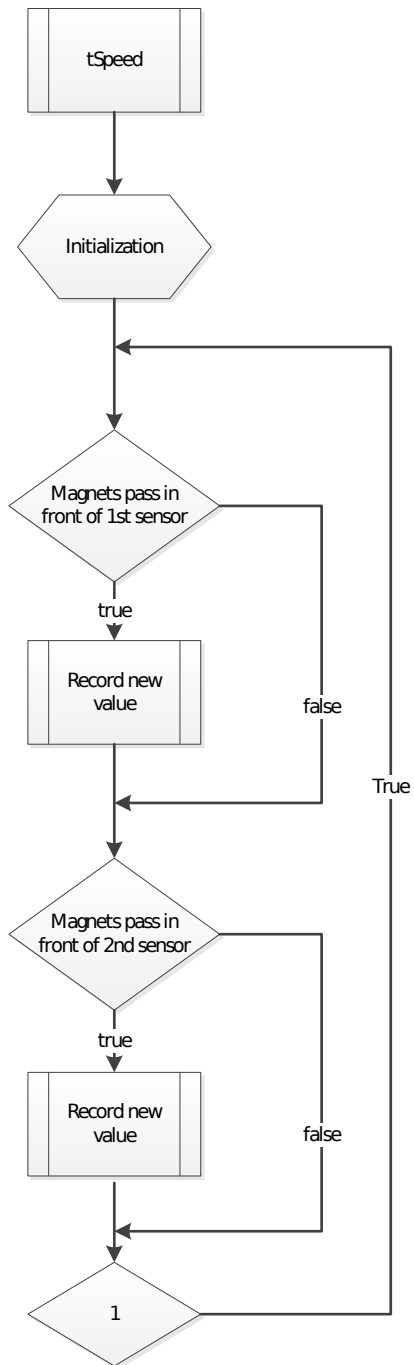 tSpeed
Initialization
Magnets pass in
front of 1st sensor
true
Record new
value
false
True
Magnets pass in
front of 2nd sensor
true
Record new
value
false
1